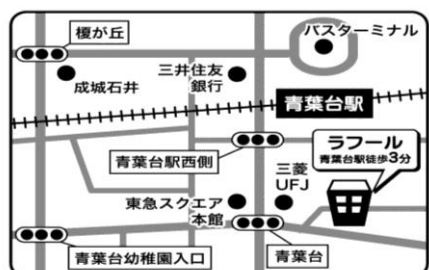 榎が丘
バスターミナル
成城石井
三井住友
銀行
青葉台駅
ラフール
青葉台駅徒歩3分
青葉台駅西側
三菱
UFJ
東急スクエア
本館
青葉台幼稚園入口
青葉台